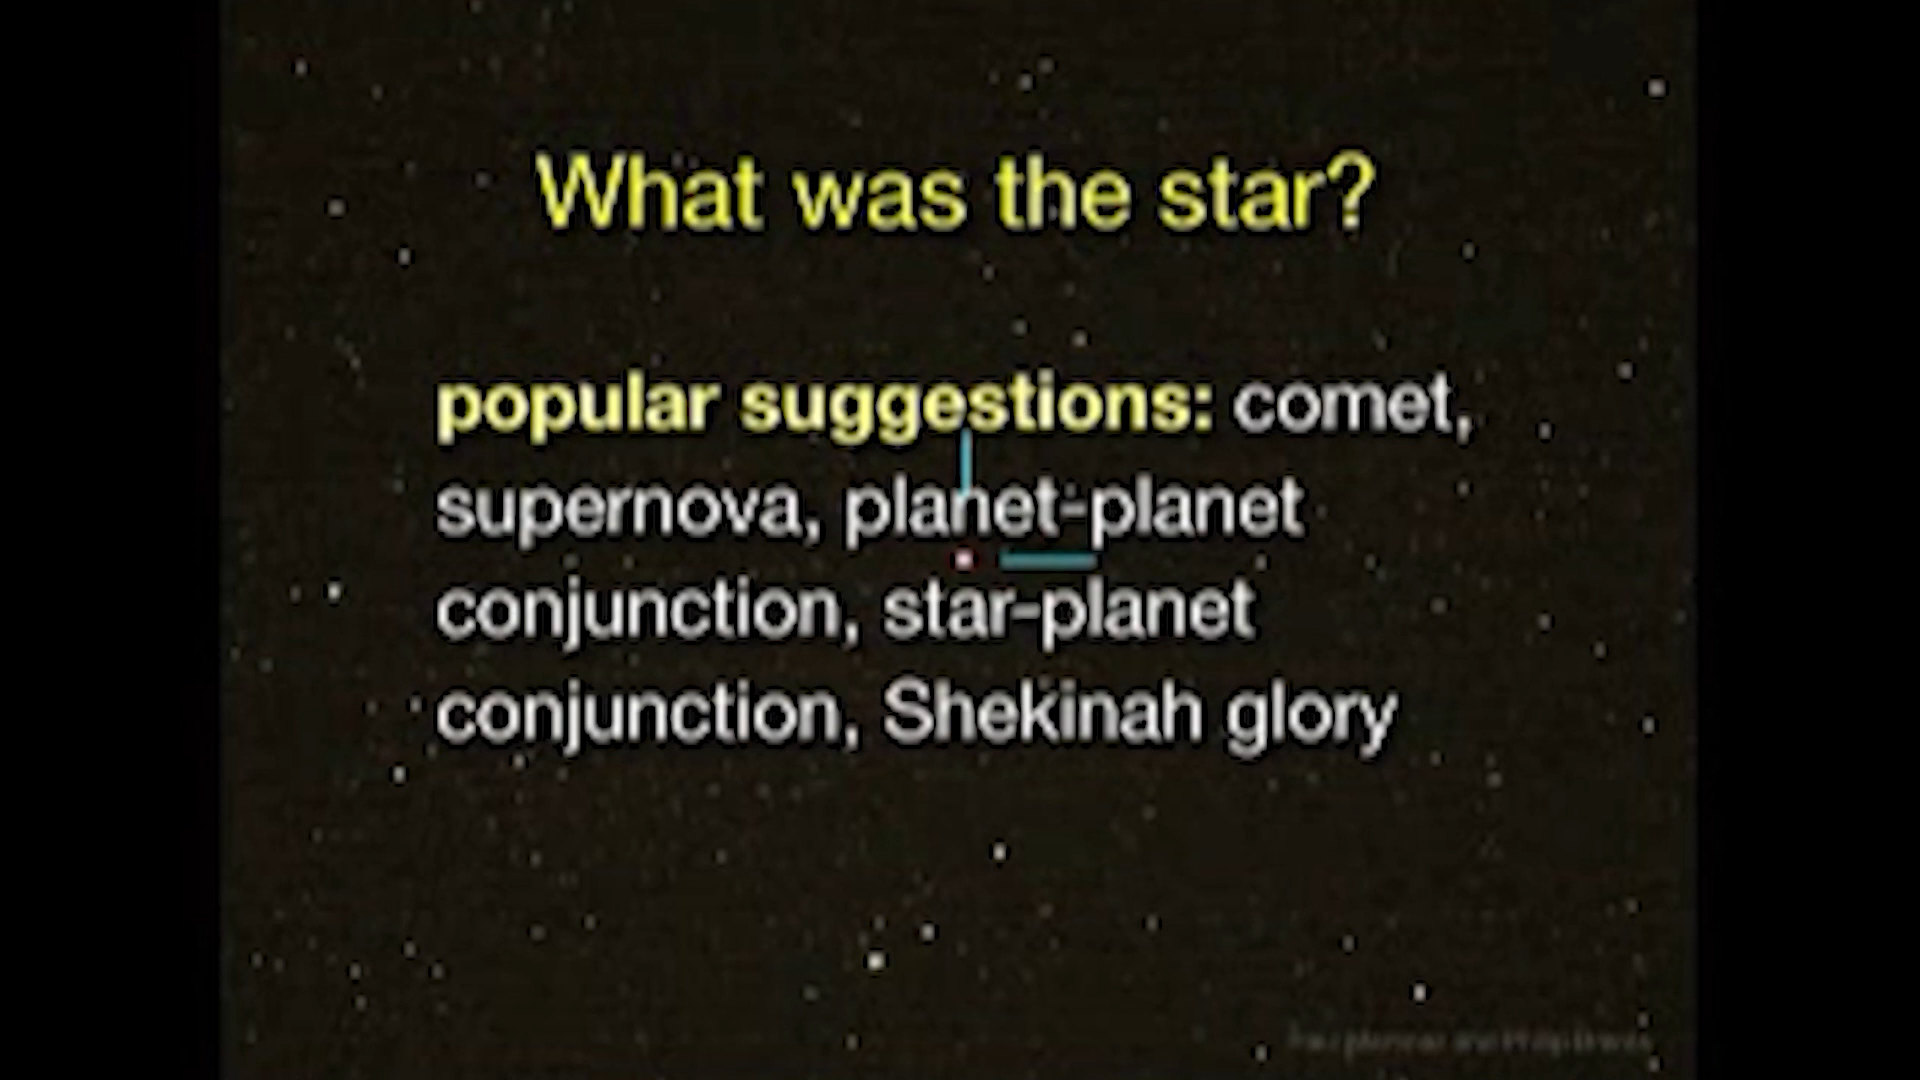 What was the star?
popular suggestions: comet,
supernova, planet-planet
conjunction, star-planet
conjunction, Shekinah glory